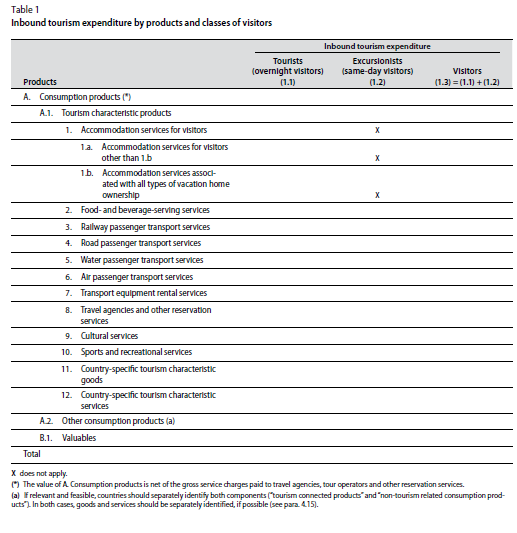 Table 1
Inbound tourism expenditure by products and classes of visitors
Inbound tourism expenditure
Products
Tourists
(overnight visitors)
(1.1)
Excursionists
(same-day visitors)
(1.2)
Visitors
(1.3) = (1.1) + (1.2)
A. Consumption products (*)
A.1. Tourism characteristic products
1. Accommodation services for visitors X
1.a. Accommodation services for visitors
other than 1.b X
1.b. Accommodation services associ-
ated with all types of vacation home
ownership X
2. Food- and beverage-serving services
3. Railway passenger transport services
4. Road passenger transport services
5. Water passenger transport services
6. Air passenger transport services
7. Transport equipment rental services
8. Travel agencies and other reservation
services
9. Cultural services
10. Sports and recreational services
11. Country-specific tourism characteristic
goods
12. Country-specific tourism characteristic
services
A.2. Other consumption products (a)
B.1. Valuables
Total
X does not apply.
(*) The value of A. Consumption products is net of the gross service charges paid to travel agencies, tour operators and other reservation services.
(a) If relevant and feasible, countries should separately identify both components ("tourism connected products" and "non-tourism related consumption prod-
ucts"). In both cases, goods and services should be separately identified, if possible (see para. 4.15).